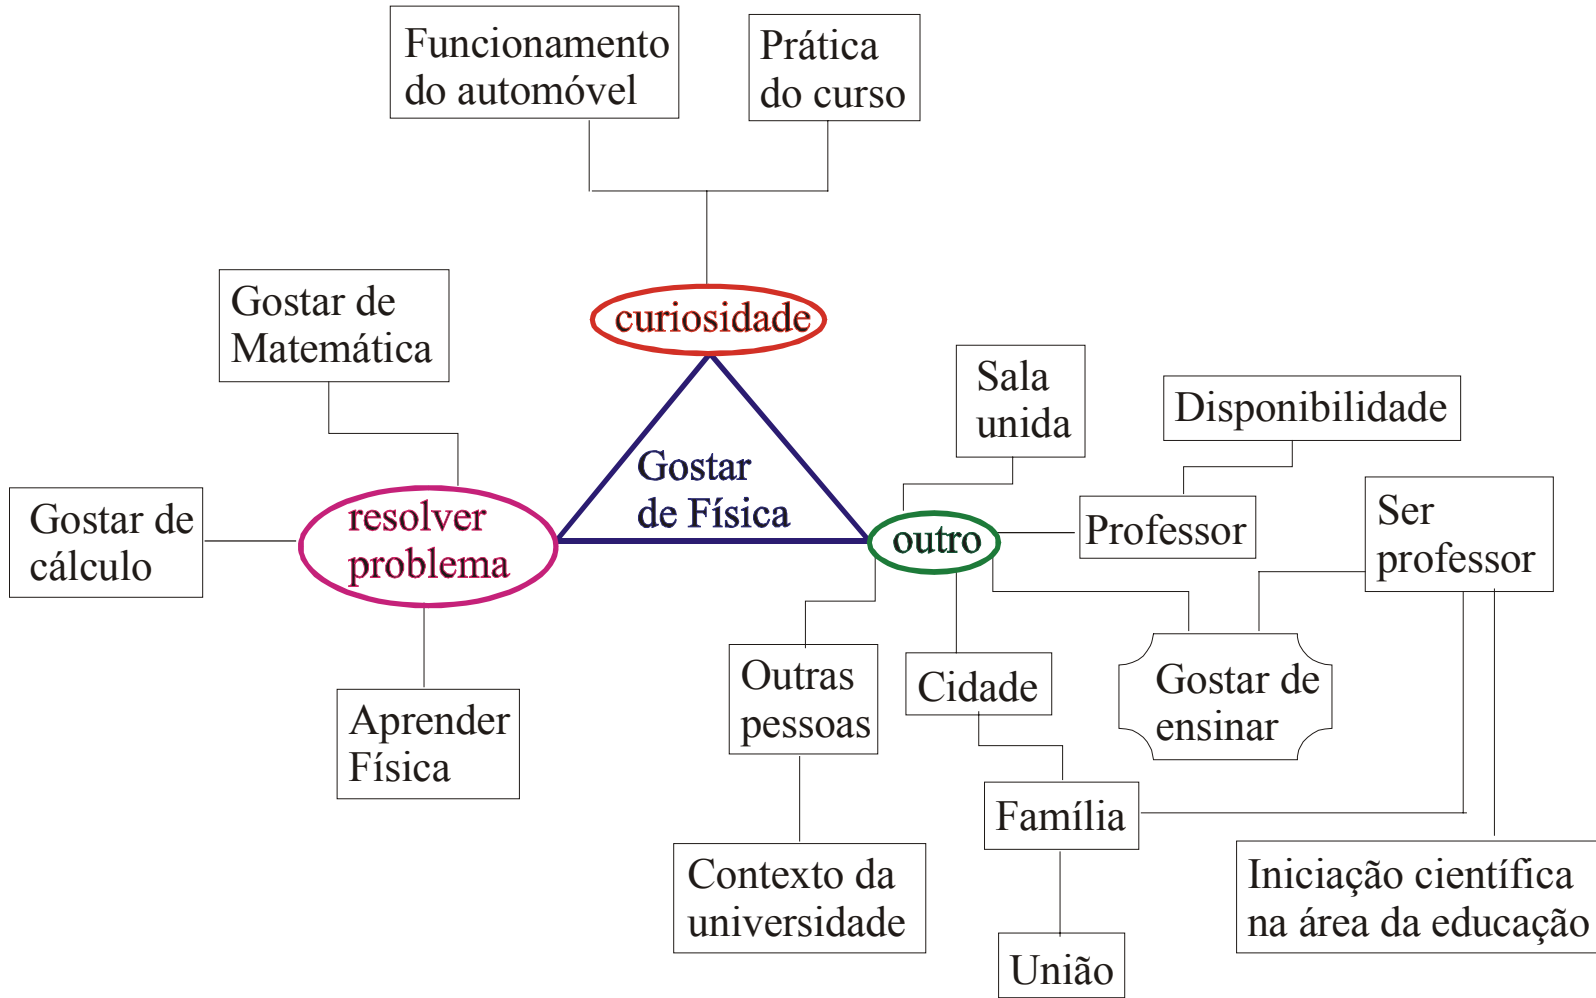 Funcionamento
do automóvel
Prática
do curso
Gostar de
Matemática
curiosidade
Sala
unida
Disponibilidade
Gostar
de Física
Gostar de
cálculo
resolver
problema
outro
Professor
Ser
professor
Aprender
Física
Outras
pessoas
Cidade
Gostar de
ensinar
Família
Contexto da
universidade
União
Iniciação científica
na área da educação